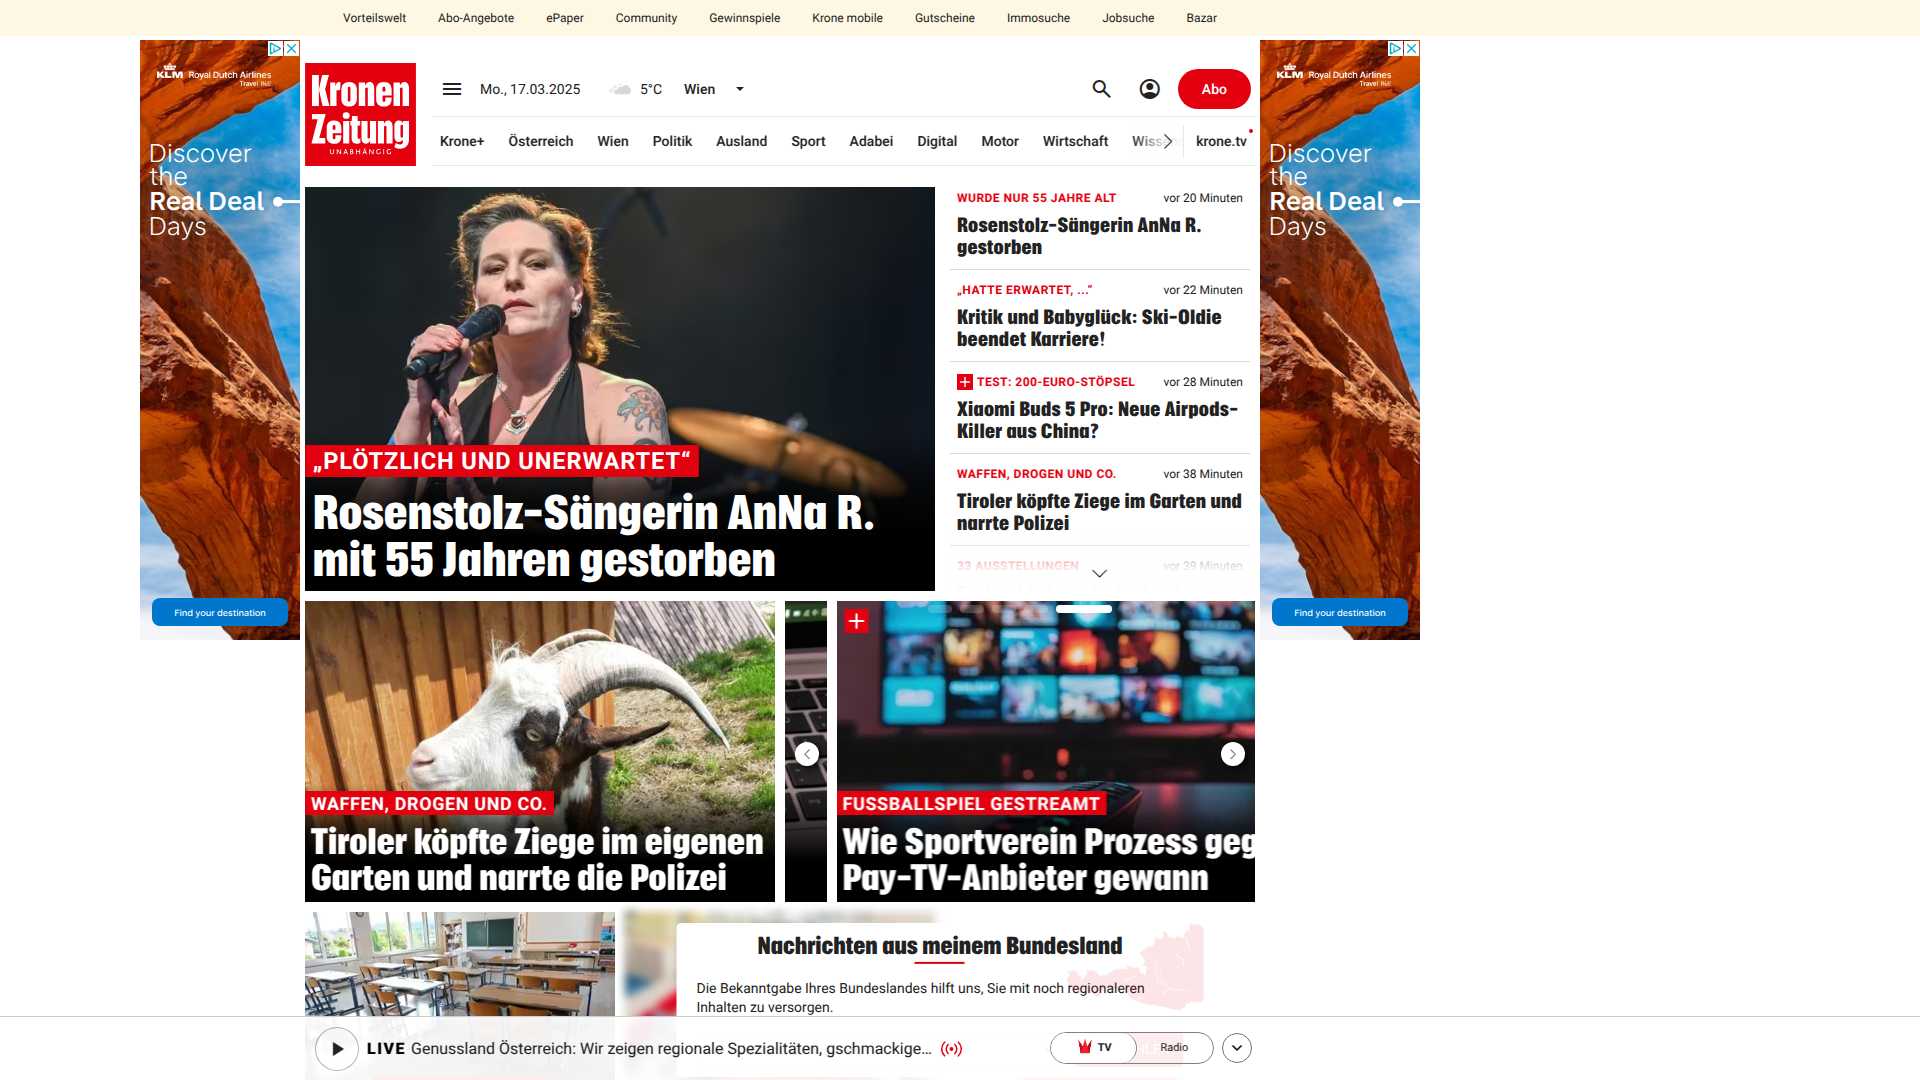 Vorteilswelt Abo-Angebote ePaper Community Gewinnspiele Krone mobile Gutscheine Immosuche Jobsuche Bazar
KLM Royal Dutch Airlines
Discover
the
Real Deal
Days
Find your destination
Kronen
Zeitung
UNABHÄNGIG
Mo., 17.03.2025 5°C Wien
Abo
Krone+ Österreich Wien Politik Ausland Sport Adabei Digital Motor Wirtschaft krone.tv
„PLÖTZLICH UND UNERWARTET“
Rosenstolz-Sängerin AnNa R.
mit 55 Jahren gestorben
WURDE NUR 55 JAHRE ALT vor 20 Minuten
Rosenstolz-Sängerin AnNa R.
gestorben
„HATTE ERWARTET, ...“ vor 22 Minuten
Kritik und Babyglück: Ski-Oldie
beendet Karriere!
TEST: 200-EURO-STÖPSEL vor 28 Minuten
Xiaomi Buds 5 Pro: Neue Airpods-
Killer aus China?
WAFFEN, DROGEN UND CO. vor 38 Minuten
Tiroler köpfte Ziege im Garten und
narrte Polizei
33 AUSSTELLUNGEN vor 39 Minuten
KLM Royal Dutch Airlines
Discover
the
Real Deal
Days
Find your destination
WAFFEN, DROGEN UND CO.
Tiroler köpfte Ziege im eigenen
Garten und narrte die Polizei
FUSSBALLSPIEL GESTREAMT
Wie Sportverein Prozess geg
Pay-TV-Anbieter gewann
Nachrichten aus meinem Bundesland
Die Bekanntgabe Ihres Bundeslandes hilft uns, Sie mit noch regionaleren
Inhalten zu versorgen.
LIVE Genussland Österreich: Wir zeigen regionale Spezialitäten, gschmackige...
TV Radio